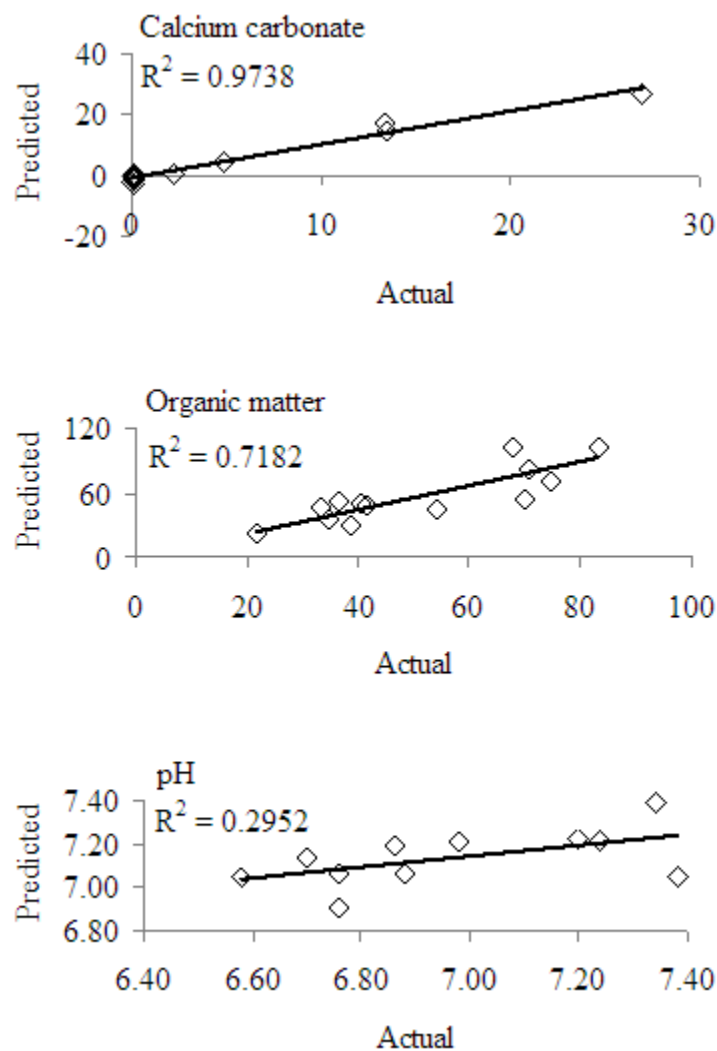 Calcium carbonate
R² = 0.9738
40
20
0
-20
Predicted
0 10 20 30
Actual
Organic matter
R² = 0.7182
120
60
0
Predicted
0 20 40 60 80 100
Actual
pH
R² = 0.2952
7.40
7.20
7.00
6.80
Predicted
6.40 6.60 6.80 7.00 7.20 7.40
Actual